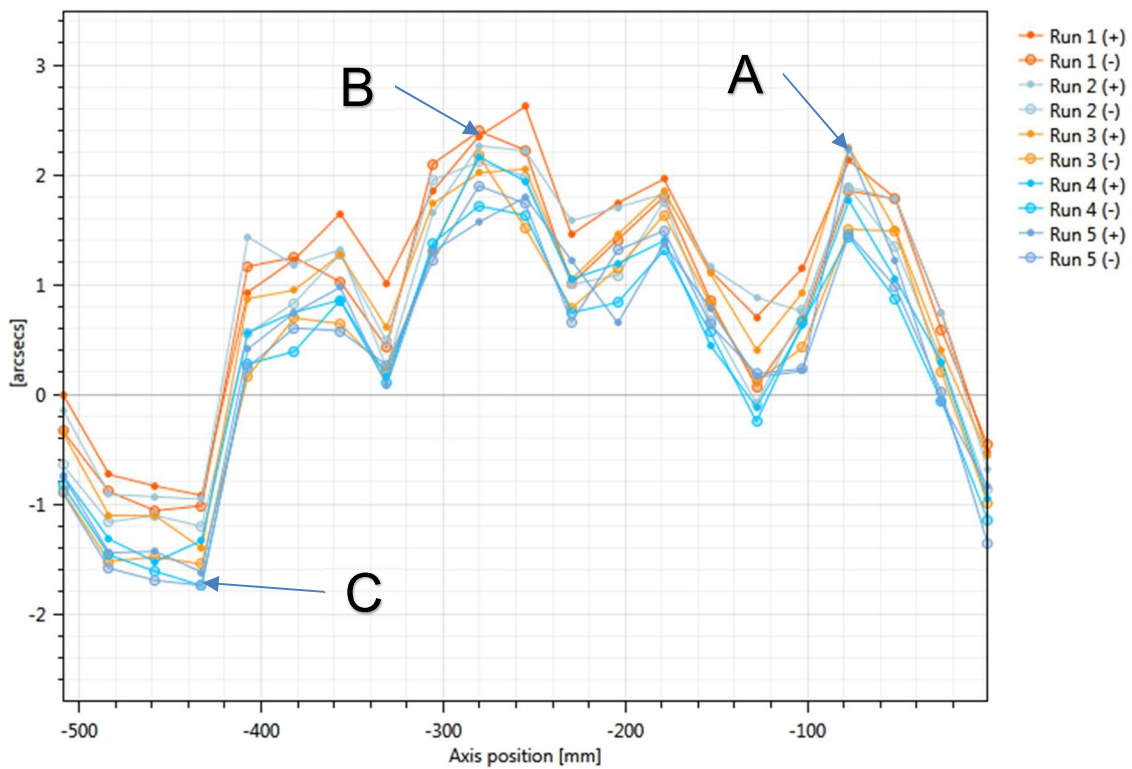 3
2
1
0
-1
-2
[arcsecs]
-500
-400
-300
-200
-100
Axis position [mm]
B
A
C
Run 1 (+)
Run 1 (-)
Run 2 (+)
Run 2 (-)
Run 3 (+)
Run 3 (-)
Run 4 (+)
Run 4 (-)
Run 5 (+)
Run 5 (-)